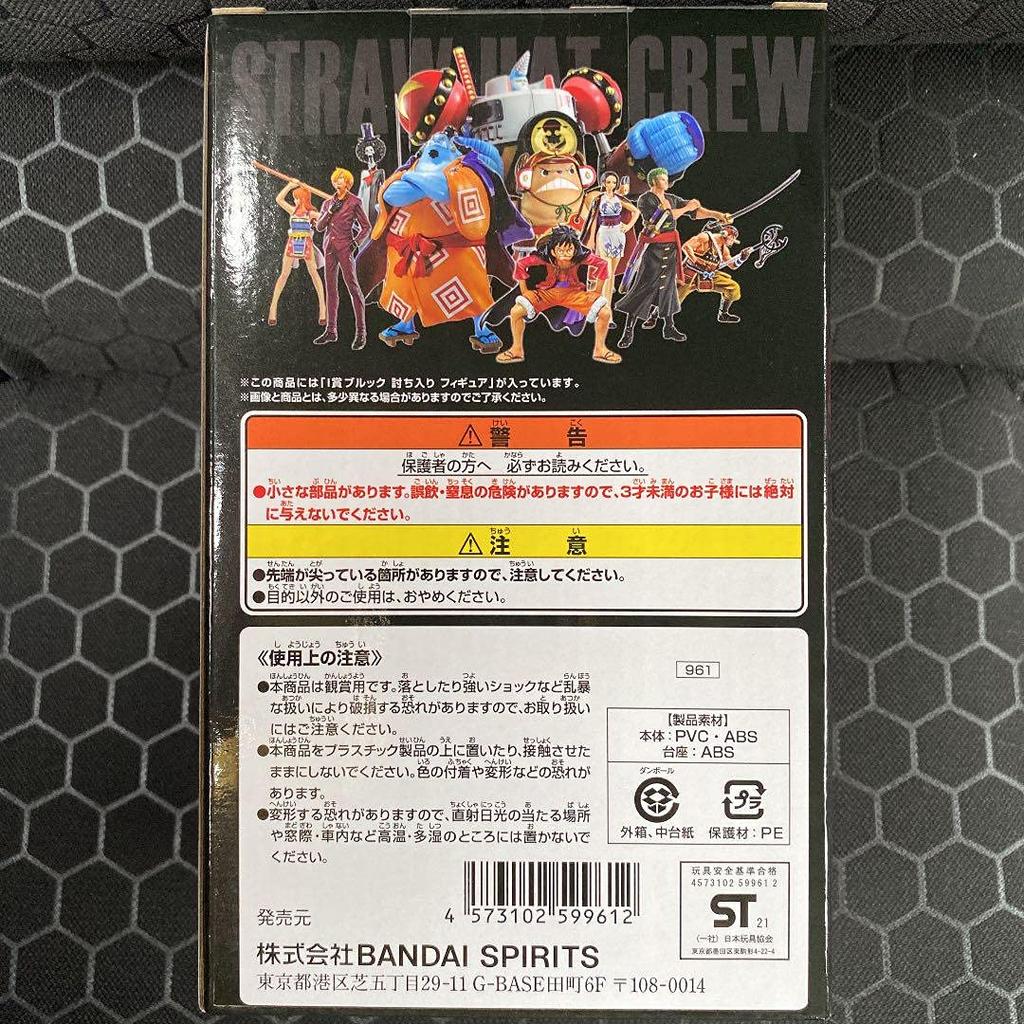 STRAW HAT CREW
※この商品には「I賞ブルック 討ち入り フィギュア」が入っています。
※画像と商品とは、多少異なる場合がありますのでご了承ください。
⚠警告
保護者の方へ 必ずお読みください。
●小さな部品があります。誤飲・窒息の危険がありますので、3才未満のお子様には絶対
に与えないでください。
⚠注意
●先端が尖っている箇所がありますので、注意してください。
●目的以外のご使用は、おやめください。
《使用上の注意》
●本商品は観賞用です。落としたり強いショックなど乱暴
な扱いにより破損する恐れがありますので、お取り扱い
にはご注意ください。
●本商品をプラスチック製品の上に置いたり、接触させた
ままにしないでください。色の付着や変形などの恐れが
あります。
●変形する恐れがありますので、直射日光の当たる場所
や窓際・車内など高温・多湿のところには置かないで
ください。
961
【製品素材】
本体：PVC・ABS
台座：ABS
ダンボール
プラ
外箱、中台紙 保護材：PE
4 573102 599612
玩具安全基準合格
4573102 59961 2
ST 21
(一社) 日本玩具協会
東京都墨田区東駒形4-22-4
発売元
株式会社BANDAI SPIRITS
東京都港区芝五丁目29-11 G-BASE田町6F 〒108-0014